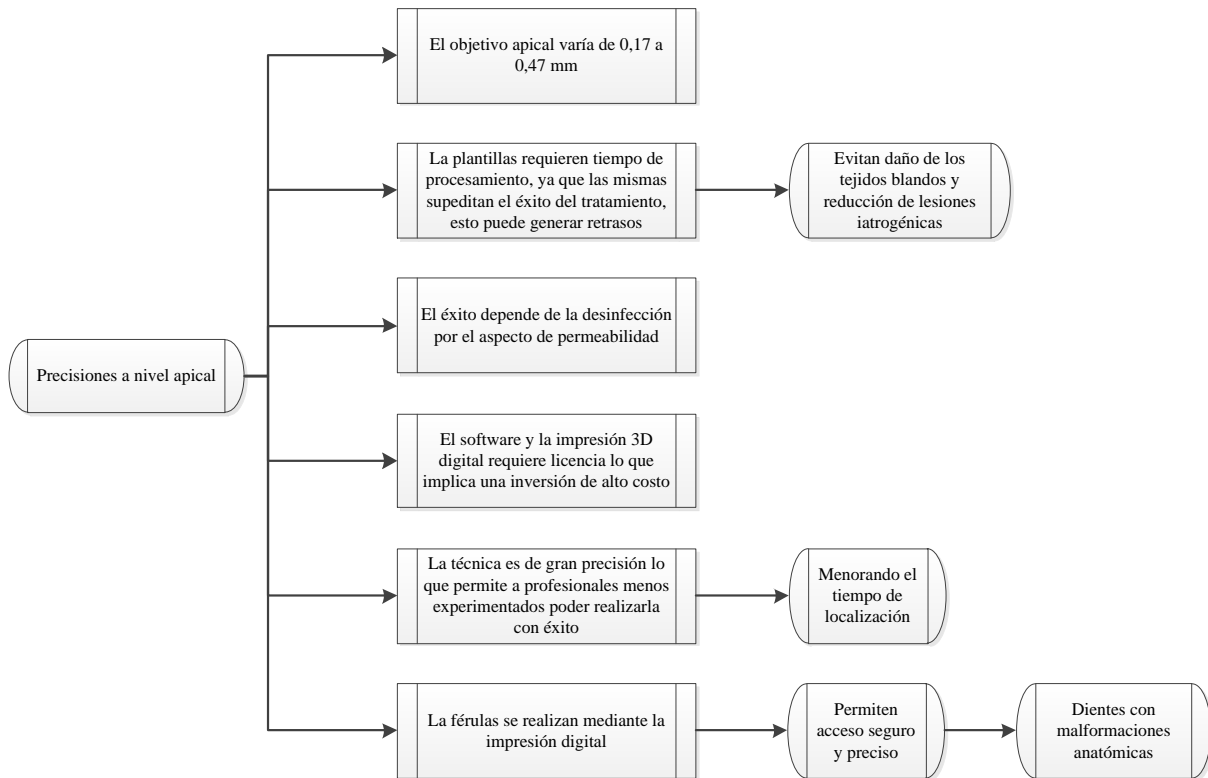 El objetivo apical varía de 0,17 a
0,47 mm
La plantillas requieren tiempo de
procesamiento, ya que las mismas
supeditan el éxito del tratamiento,
esto puede generar retrasos
Evitan daño de los
tejidos blandos y
reducción de lesiones
iatrogénicas
El éxito depende de la desinfección
por el aspecto de permeabilidad
Precisiones a nivel apical
El software y la impresión 3D
digital requiere licencia lo que
implica una inversión de alto costo
La técnica es de gran precisión lo
que permite a profesionales menos
experimentados poder realizarla
con éxito
Menorando el
tiempo de
localización
La férulas se realizan mediante la
impresión digital
Permiten
acceso seguro
y preciso
Dientes con
malformaciones
anatómicas